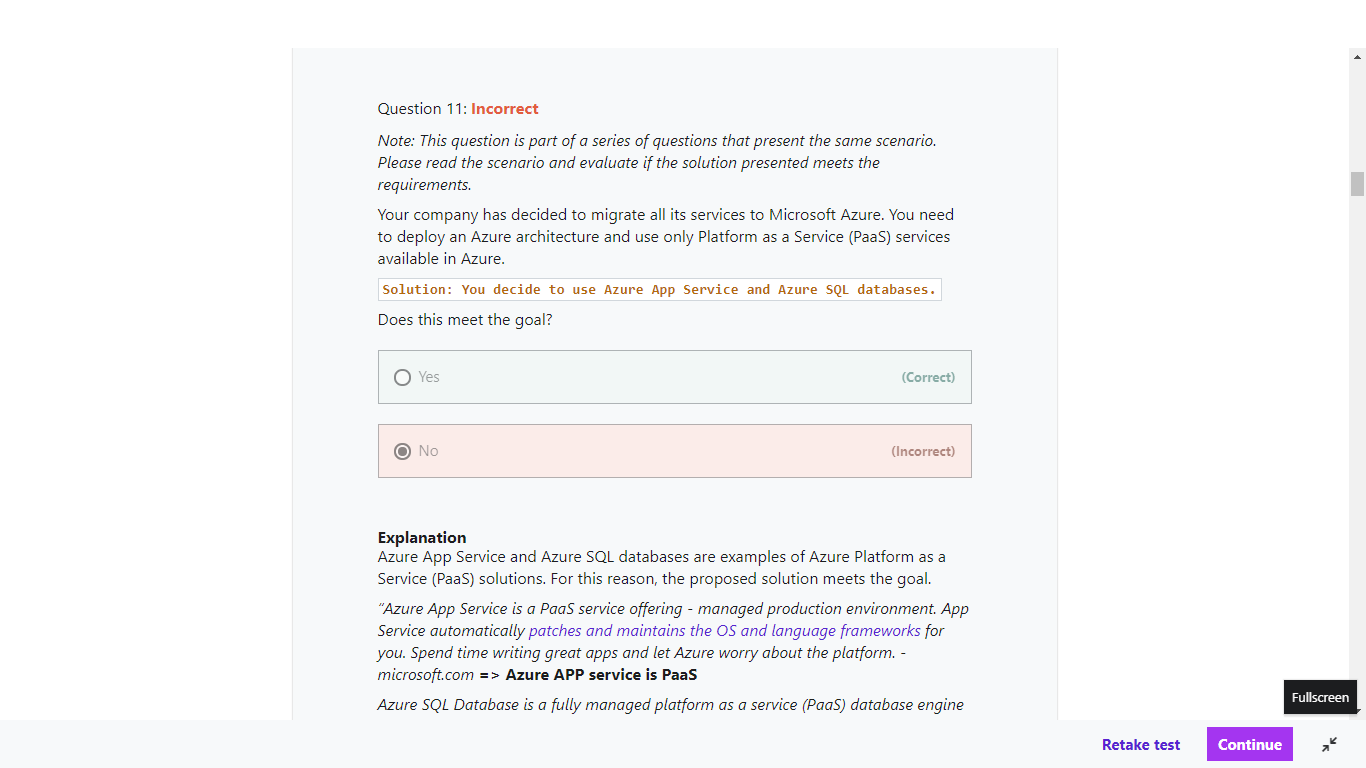 Question 11: Incorrect
Note: This question is part of a series of questions that present the same scenario.
Please read the scenario and evaluate if the solution presented meets the
requirements.
Your company has decided to migrate all its services to Microsoft Azure. You need
to deploy an Azure architecture and use only Platform as a Service (PaaS) services
available in Azure.
Solution: You decide to use Azure App Service and Azure SQL databases.
Does this meet the goal?
Yes (Correct)
No (Incorrect)
Explanation
Azure App Service and Azure SQL databases are examples of Azure Platform as a
Service (PaaS) solutions. For this reason, the proposed solution meets the goal.
“Azure App Service is a PaaS service offering - managed production environment. App
Service automatically patches and maintains the OS and language frameworks for
you. Spend time writing great apps and let Azure worry about the platform. -
microsoft.com => Azure APP service is PaaS
Azure SQL Database is a fully managed platform as a service (PaaS) database engine
Fullscreen
Retake test Continue